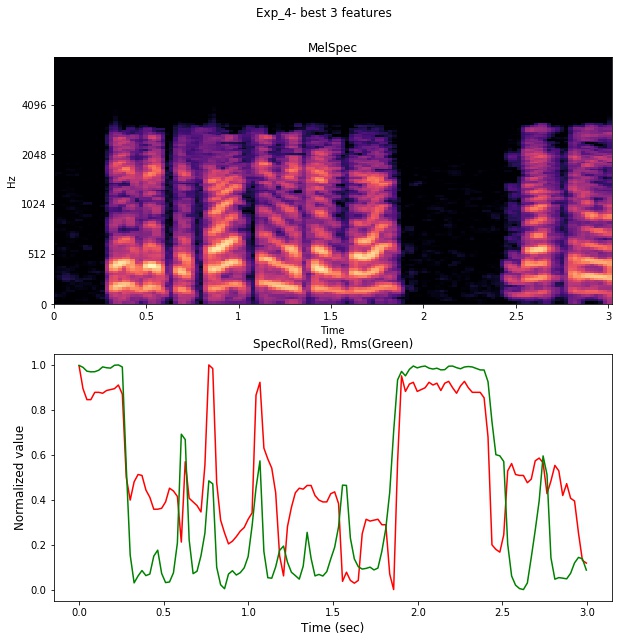 Exp_4- best 3 features
MelSpec
4096
2048
1024
512
0
Hz
0 0.5 1 1.5 2 2.5 3
Time
SpecRol(Red), Rms(Green)
1.0
0.8
0.6
0.4
0.2
0.0
Normalized value
0.0 0.5 1.0 1.5 2.0 2.5 3.0
Time (sec)